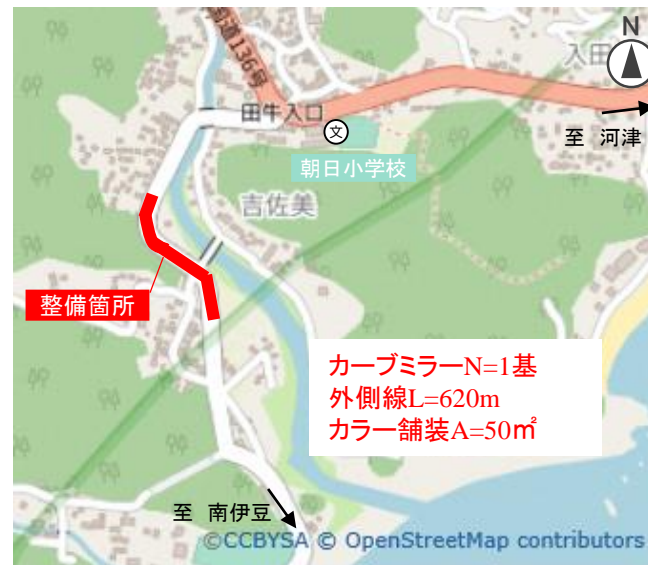 国道136号
N
入田
田牛入口
至 河津
文
朝日小学校
吉佐美
整備箇所
カーブミラーN=1基
外側線L=620m
カラー舗装A=50㎡
至 南伊豆
©CCBYSA © OpenStreetMap contributors